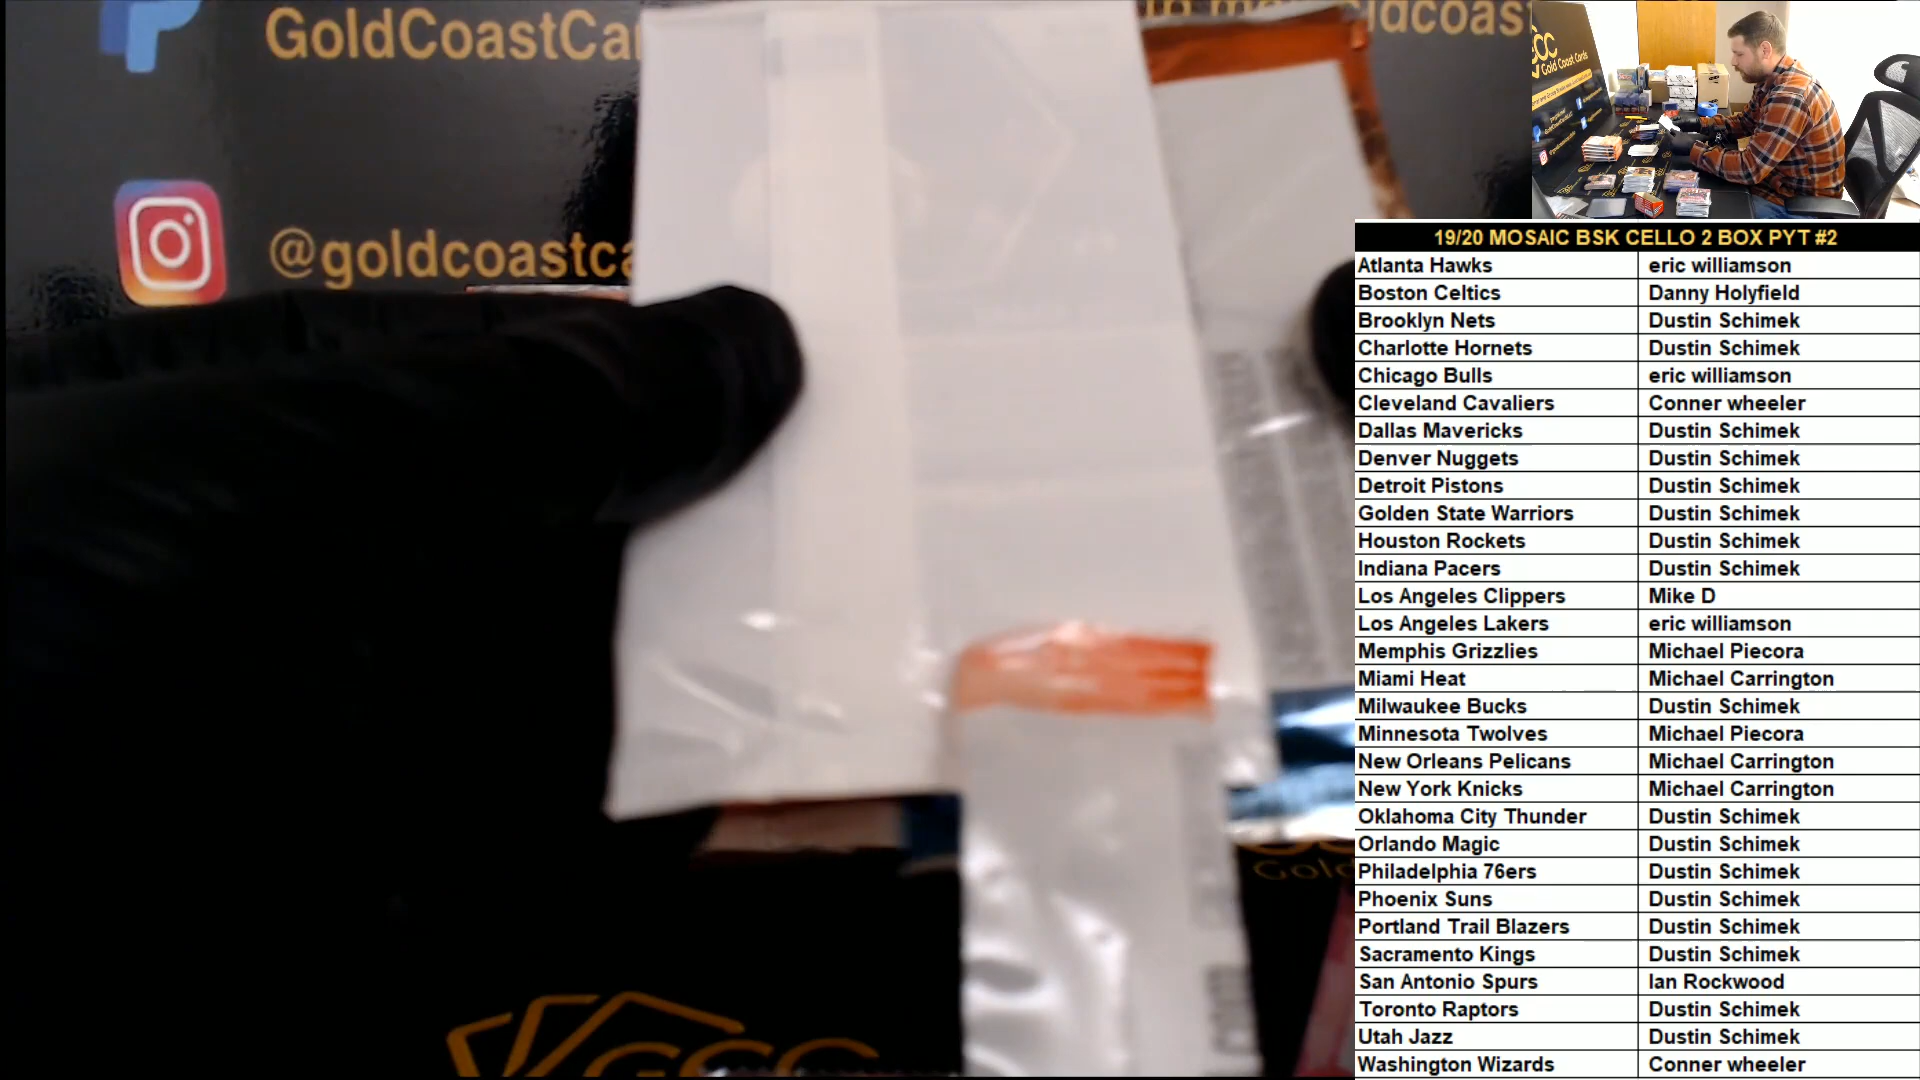 GoldCoastCa
@goldcoastca
GCC
Gold Coast Cards
19/20 MOSAIC BSK CELLO 2 BOX PYT #2
Atlanta Hawks eric williamson
Boston Celtics Danny Holyfield
Brooklyn Nets Dustin Schimek
Charlotte Hornets Dustin Schimek
Chicago Bulls eric williamson
Cleveland Cavaliers Conner wheeler
Dallas Mavericks Dustin Schimek
Denver Nuggets Dustin Schimek
Detroit Pistons Dustin Schimek
Golden State Warriors Dustin Schimek
Houston Rockets Dustin Schimek
Indiana Pacers Dustin Schimek
Los Angeles Clippers Mike D
Los Angeles Lakers eric williamson
Memphis Grizzlies Michael Piecora
Miami Heat Michael Carrington
Milwaukee Bucks Dustin Schimek
Minnesota Twolves Michael Piecora
New Orleans Pelicans Michael Carrington
New York Knicks Michael Carrington
Oklahoma City Thunder Dustin Schimek
Orlando Magic Dustin Schimek
Philadelphia 76ers Dustin Schimek
Phoenix Suns Dustin Schimek
Portland Trail Blazers Dustin Schimek
Sacramento Kings Dustin Schimek
San Antonio Spurs Ian Rockwood
Toronto Raptors Dustin Schimek
Utah Jazz Dustin Schimek
Washington Wizards Conner wheeler
Gold
GCC